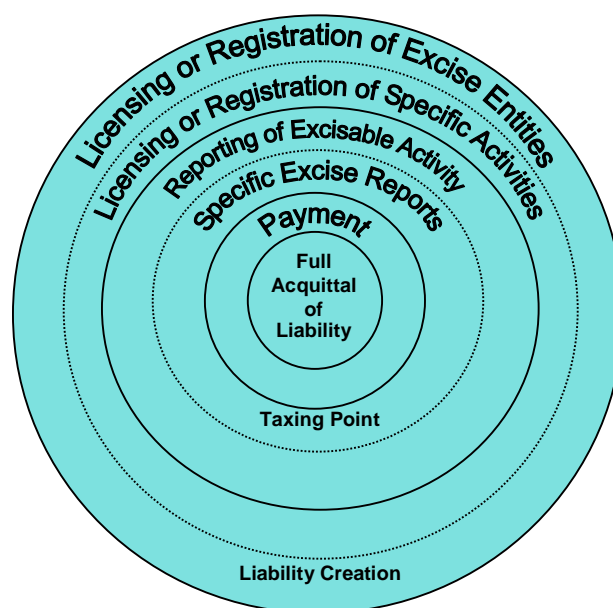 Licensing or Registration of Excise Entities
Licensing or Registration of Specific Activities
Reporting of Excisable Activity
Specific Excise Reports
Payment
Full
Acquittal
of
Liability
Taxing Point
Liability Creation